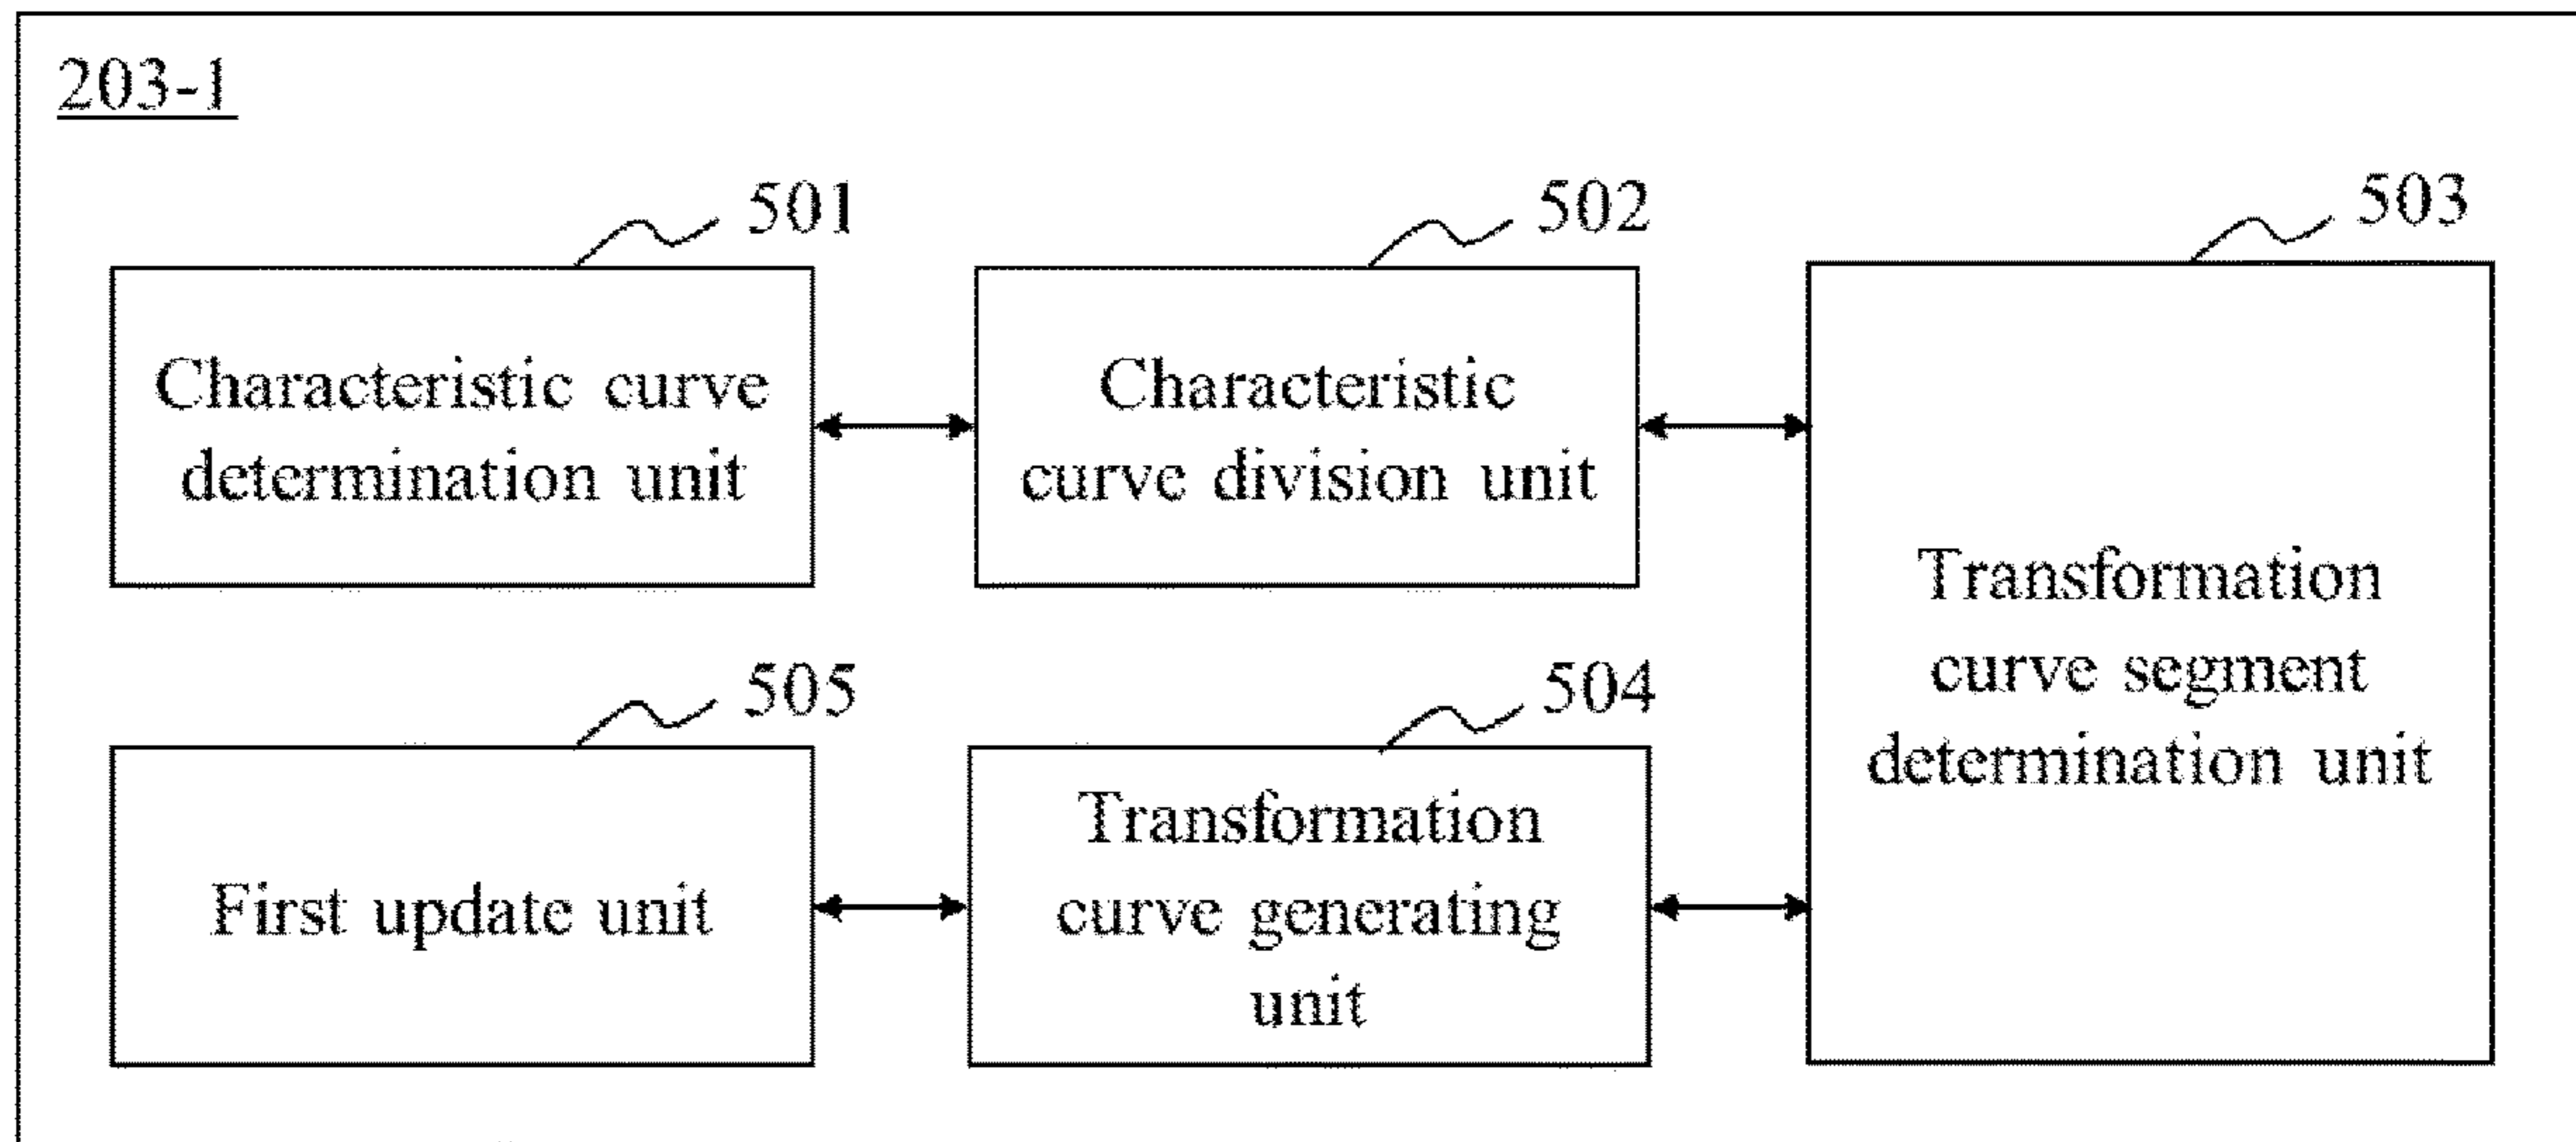 203-1
501
502
503
Characteristic curve
determination unit
Characteristic
curve division unit
Transformation
curve segment
determination unit
505
504
First update unit
Transformation
curve generating
unit